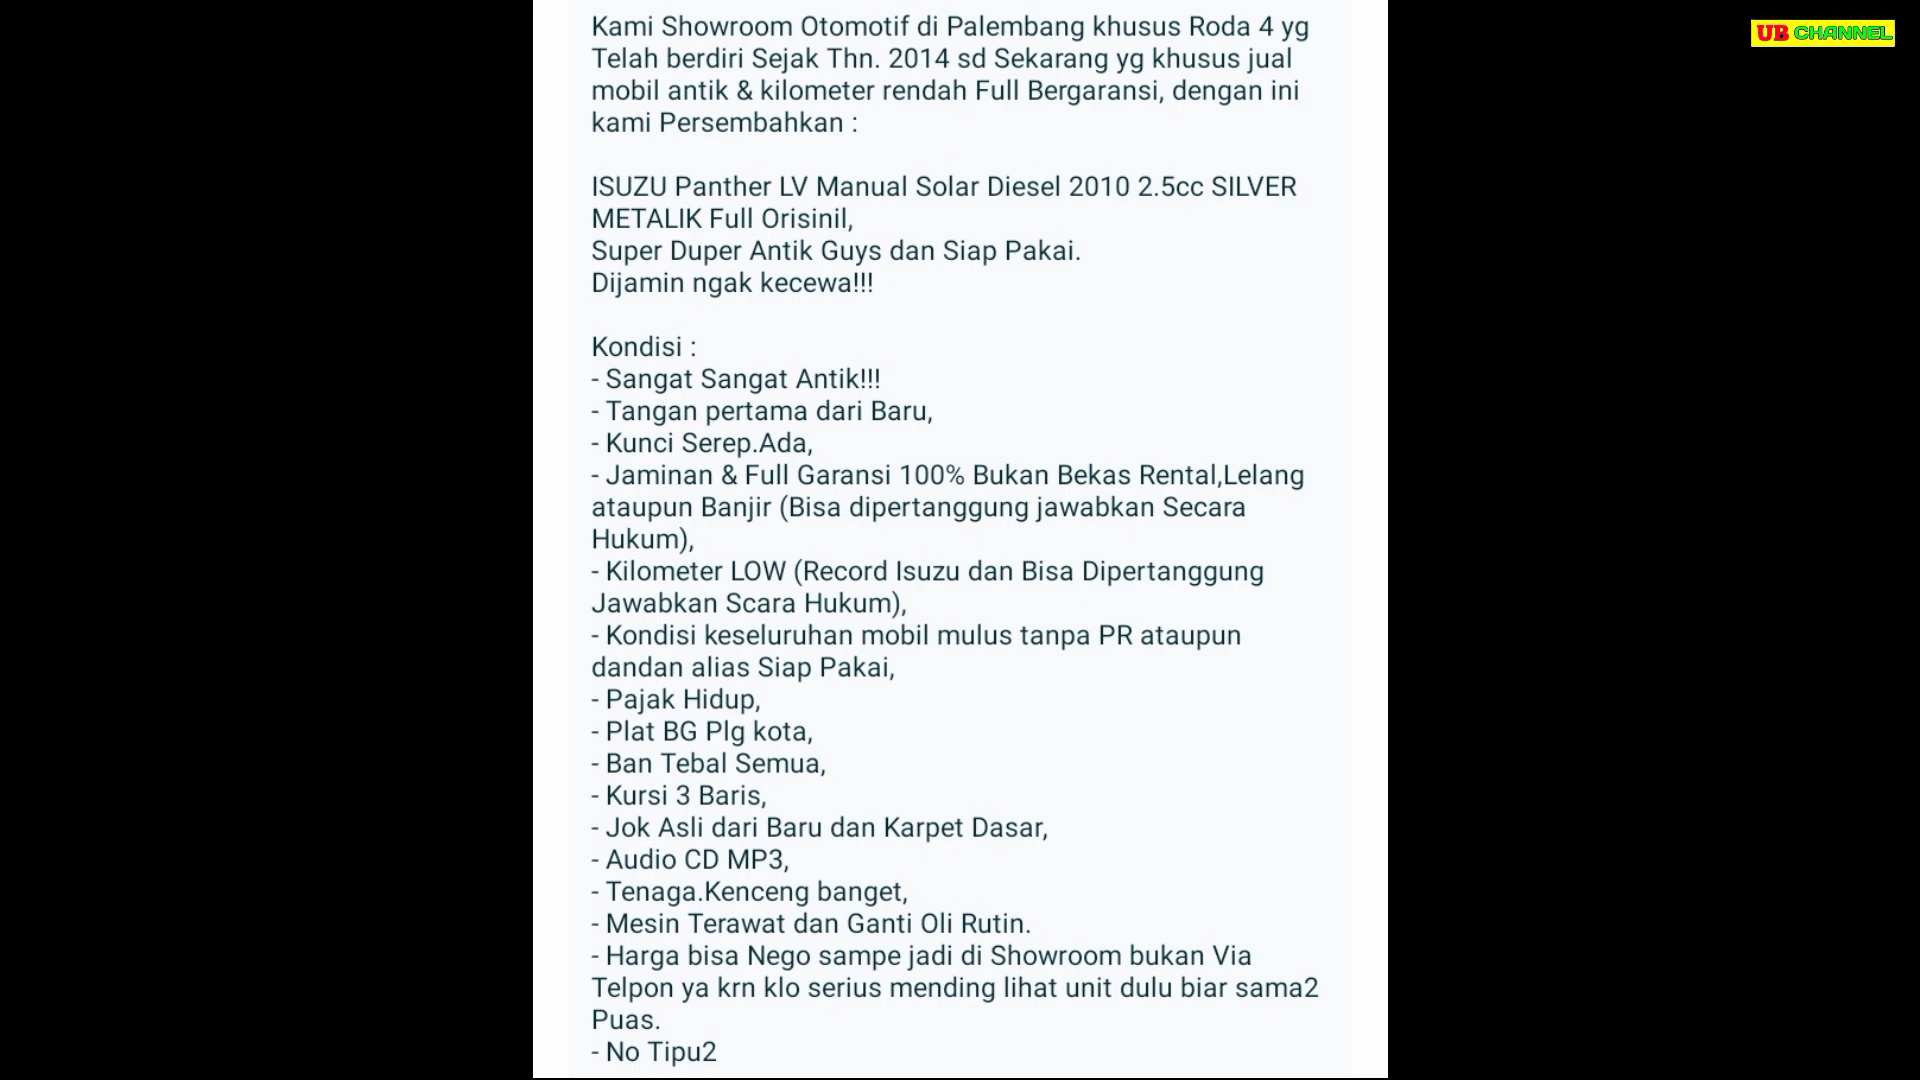 Kami Showroom Otomotif di Palembang khusus Roda 4 yg
Telah berdiri Sejak Thn. 2014 sd Sekarang yg khusus jual
mobil antik & kilometer rendah Full Bergaransi, dengan ini
kami Persembahkan :
ISUZU Panther LV Manual Solar Diesel 2010 2.5cc SILVER
METALIK Full Orisinil,
Super Duper Antik Guys dan Siap Pakai.
Dijamin ngak kecewa!!!
Kondisi :
- Sangat Sangat Antik!!!
- Tangan pertama dari Baru,
- Kunci Serep.Ada,
- Jaminan & Full Garansi 100% Bukan Bekas Rental,Lelang
ataupun Banjir (Bisa dipertanggung jawabkan Secara
Hukum),
- Kilometer LOW (Record Isuzu dan Bisa Dipertanggung
Jawabkan Scara Hukum),
- Kondisi keseluruhan mobil mulus tanpa PR ataupun
dandan alias Siap Pakai,
- Pajak Hidup,
- Plat BG Plg kota,
- Ban Tebal Semua,
- Kursi 3 Baris,
- Jok Asli dari Baru dan Karpet Dasar,
- Audio CD MP3,
- Tenaga.Kenceng banget,
- Mesin Terawat dan Ganti Oli Rutin.
- Harga bisa Nego sampe jadi di Showroom bukan Via
Telpon ya krn klo serius mending lihat unit dulu biar sama2
Puas.
- No Tipu2
UB CHANNEL